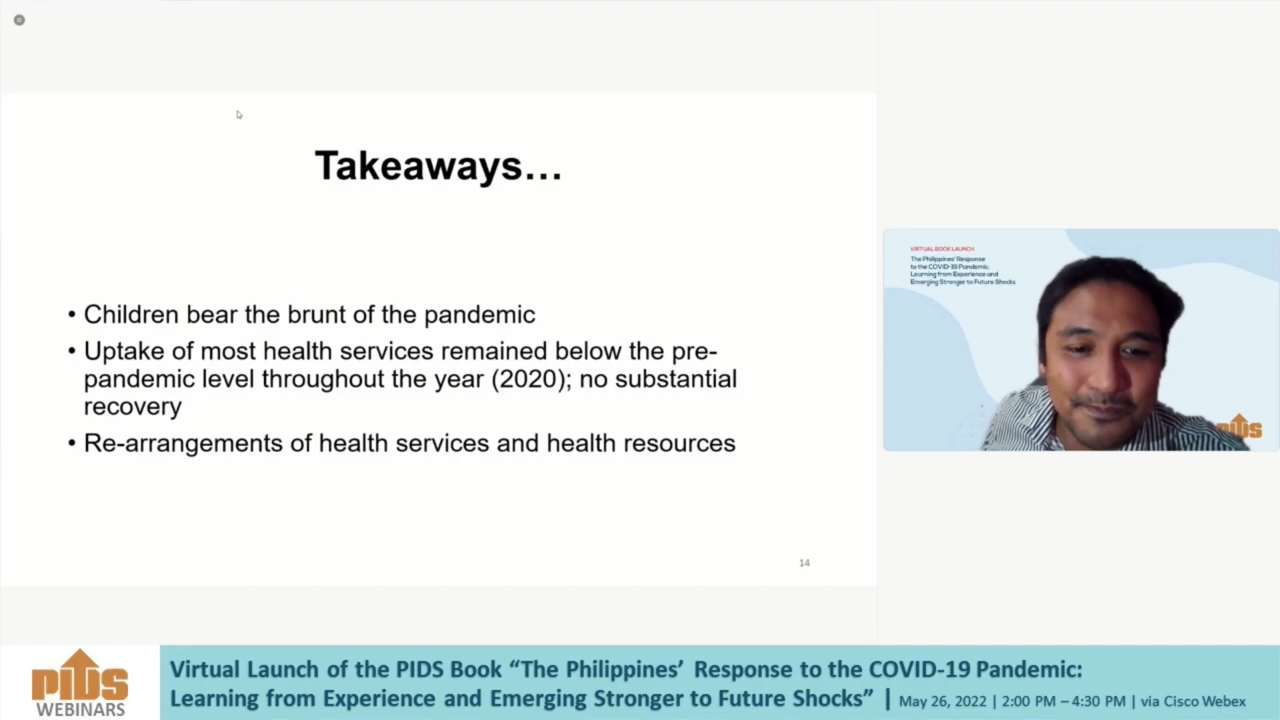 Takeaways…
• Children bear the brunt of the pandemic
• Uptake of most health services remained below the pre-
pandemic level throughout the year (2020); no substantial
recovery
• Re-arrangements of health services and health resources
14
VIRTUAL BOOK LAUNCH
The Philippines' Response
to the COVID-19 Pandemic:
Learning from Experience and
Emerging Stronger to Future Shocks
PIDS
PIDS
WEBINARS
Virtual Launch of the PIDS Book “The Philippines’ Response to the COVID-19 Pandemic:
Learning from Experience and Emerging Stronger to Future Shocks” | May 26, 2022 | 2:00 PM – 4:30 PM | via Cisco Webex